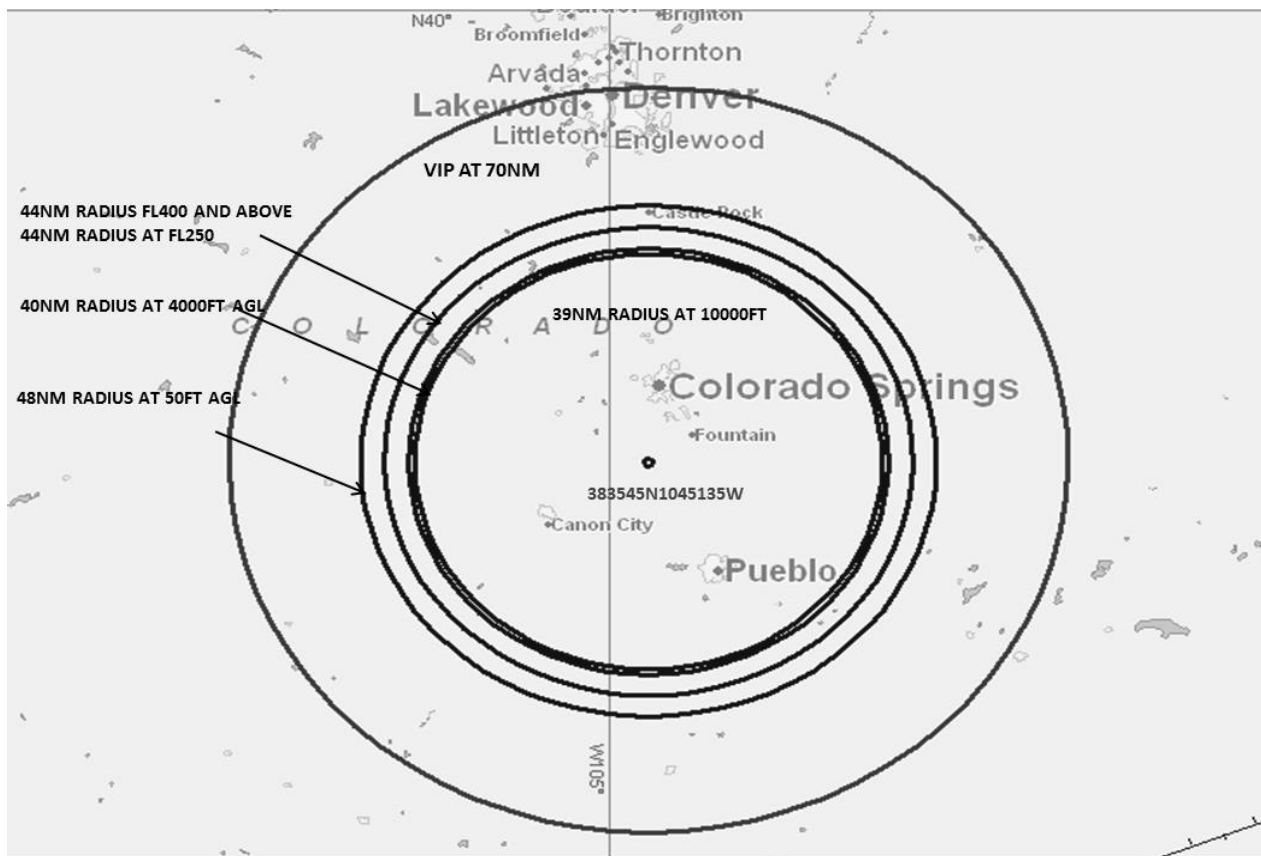 N40°
Brighton
Broomfield
Thornton
Arvada
Denver
Lakewood
Littleton
Englewood
VIP AT 70NM
44NM RADIUS FL400 AND ABOVE
44NM RADIUS AT FL250
Castle Rock
40NM RADIUS AT 4000FT AGL
39NM RADIUS AT 10000FT
COLORADO
Colorado Springs
48NM RADIUS AT 50FT AGL
Fountain
383545N1045135W
Canon City
Pueblo
W105°